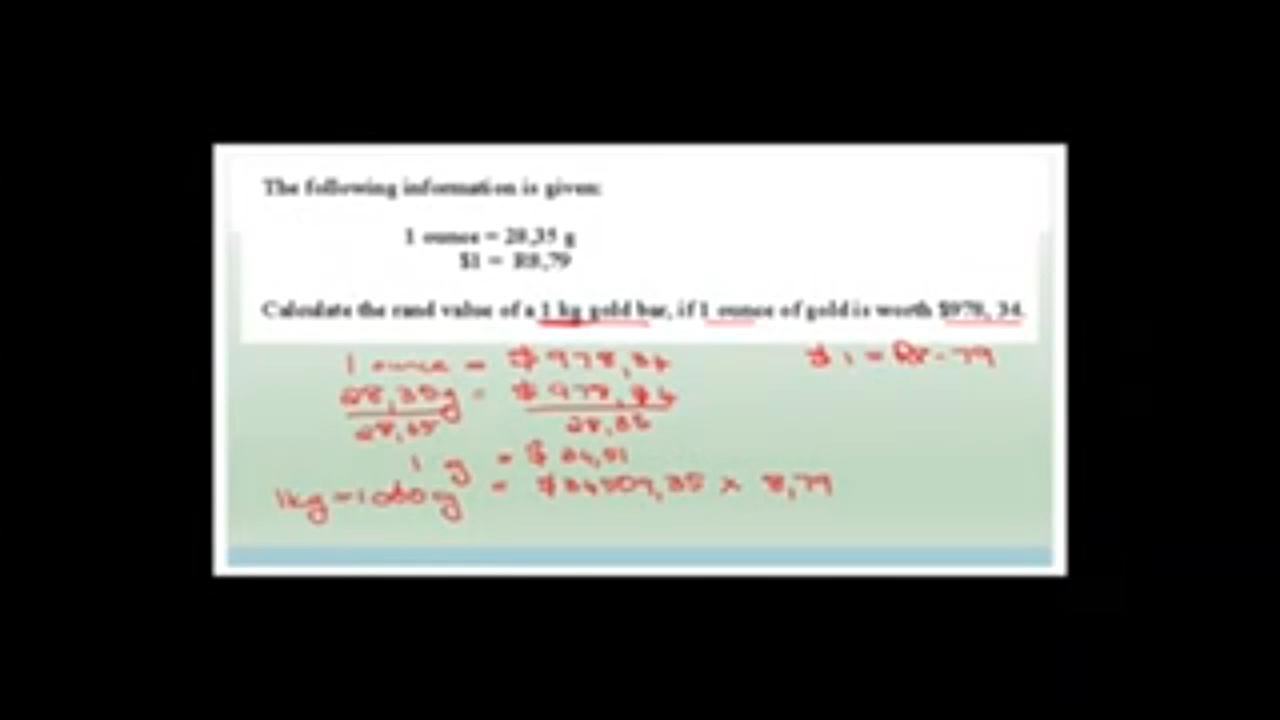 The following information is given:
1 ounce = 28,35 g
$1 = R8,79
Calculate the rand value of a 1 kg gold bar, if 1 ounce of gold is worth $978, 34.
1 ounce = $978,34
$1 = R8.79
28,35g = $978,34
28,35 28,35
1 g = $34,51
1kg = 1000g = $34509,35 x 8,79